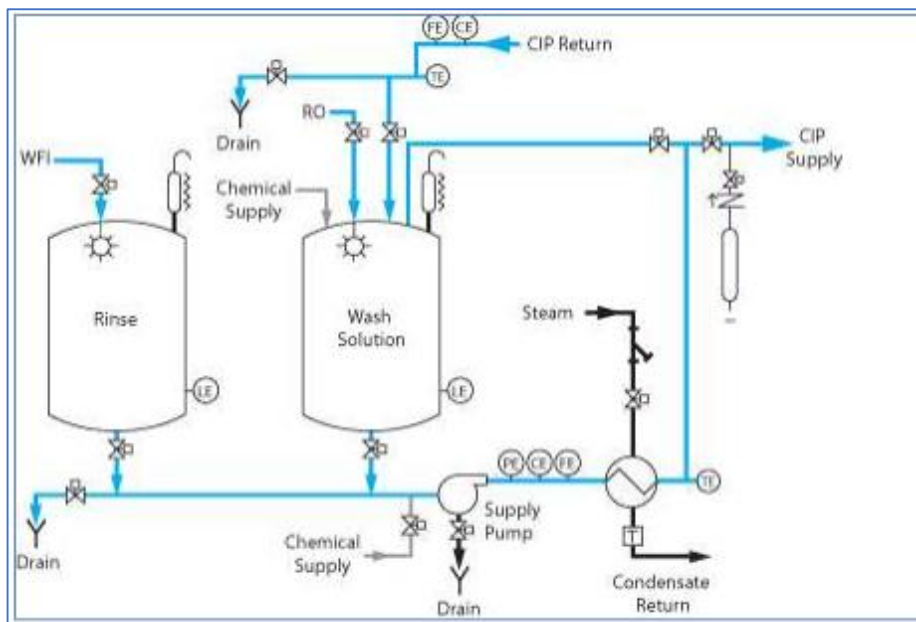 FE CE
CIP Return
TE
Drain
RO
WFI
Chemical
Supply
CIP
Supply
Rinse
Wash
Solution
Steam
LE
LE
PE CE FE
TE
Supply
Pump
T
Drain
Chemical
Supply
Drain
Condensate
Return